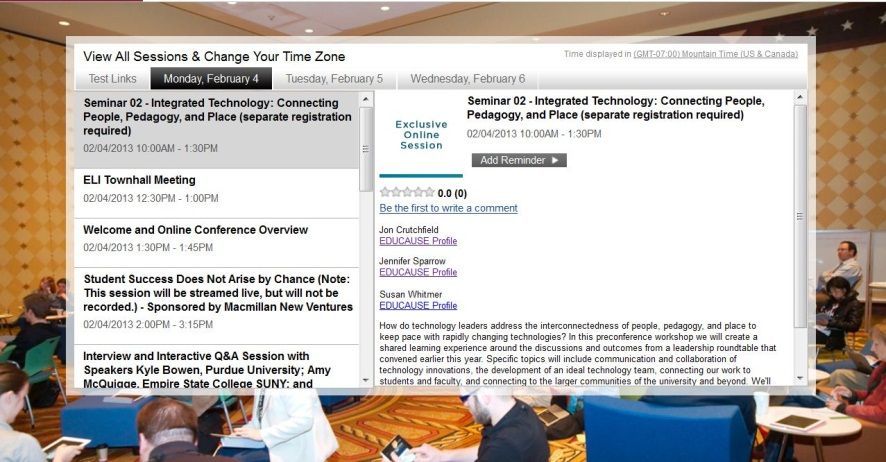 View All Sessions & Change Your Time Zone
Time displayed in (GMT-07:00) Mountain Time (US & Canada)
Test Links
Monday, February 4
Tuesday, February 5
Wednesday, February 6
Seminar 02 - Integrated Technology: Connecting
People, Pedagogy, and Place (separate registration
required)
02/04/2013 10:00AM - 1:30PM
ELI Townhall Meeting
02/04/2013 12:30PM - 1:00PM
Welcome and Online Conference Overview
02/04/2013 1:30PM - 1:45PM
Student Success Does Not Arise by Chance (Note:
This session will be streamed live, but will not be
recorded.) - Sponsored by Macmillan New Ventures
02/04/2013 2:00PM - 3:15PM
Interview and Interactive Q&A Session with
Speakers Kyle Bowen, Purdue University; Amy
McQuigge, Empire State College SUNY; and
Exclusive
Online
Session
Seminar 02 - Integrated Technology: Connecting People,
Pedagogy, and Place (separate registration required)
02/04/2013 10:00AM - 1:30PM
Add Reminder
0.0 (0)
Be the first to write a comment
Jon Crutchfield
EDUCAUSE Profile
Jennifer Sparrow
EDUCAUSE Profile
Susan Whitmer
EDUCAUSE Profile
How do technology leaders address the interconnectedness of people, pedagogy, and place to
keep pace with rapidly changing technologies? In this preconference workshop we will create a
shared learning experience around the discussions and outcomes from a leadership roundtable that
convened earlier this year. Specific topics will include communication and collaboration of
technology innovations, the development of an ideal technology team, connecting our work to
students and faculty, and connecting to the larger communities of the university and beyond. We'll